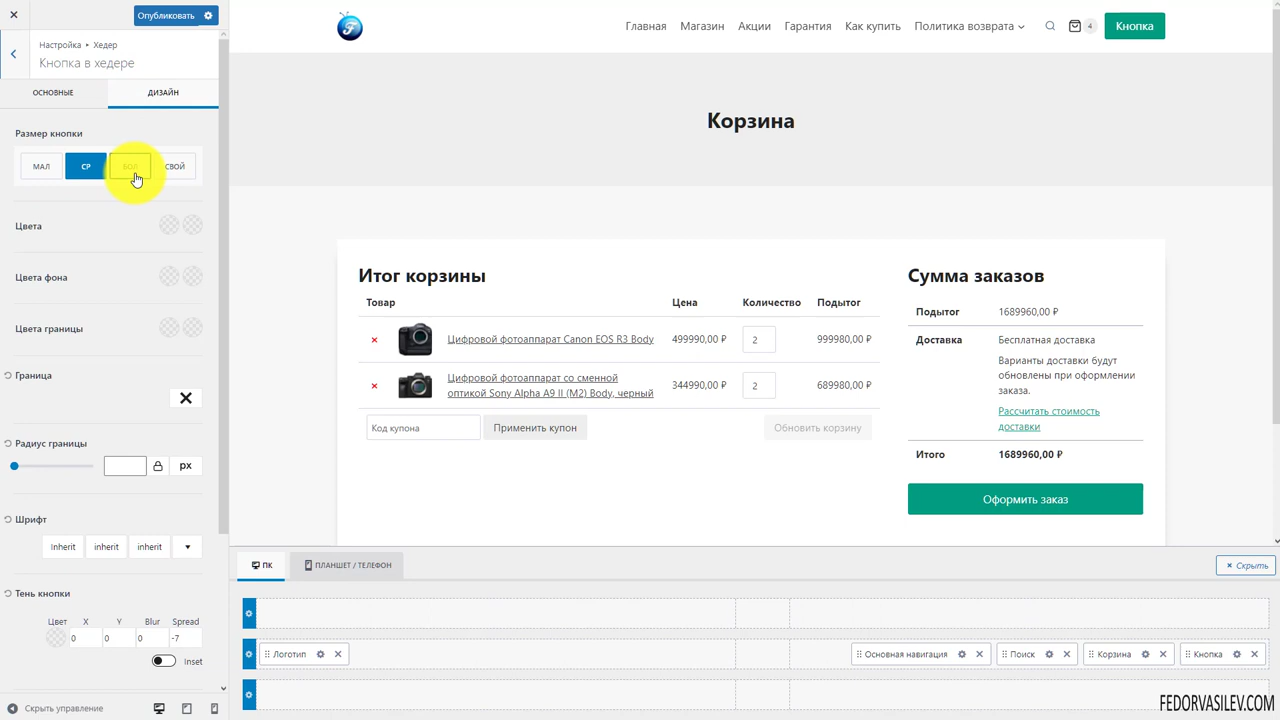 Опубликовать
Настройка ▸ Хедер
Кнопка в хедере
ОСНОВНЫЕ
ДИЗАЙН
Размер кнопки
МАЛ
СР
БОЛ
СВОЙ
Цвета
Цвета фона
Цвета границы
Граница
Радиус границы
px
Шрифт
Inherit
inherit
inherit
Тень кнопки
Цвет X Y Blur Spread
0 0 0 -7
Inset
Скрыть управление
Главная
Магазин
Акции
Гарантия
Как купить
Политика возврата
4
Кнопка
Корзина
Итог корзины
Товар Цена Количество Подытог
Цифровой фотоаппарат Canon EOS R3 Body 499990,00 ₽ 2 999980,00 ₽
Цифровой фотоаппарат со сменной
оптикой Sony Alpha A9 II (M2) Body, черный
344990,00 ₽ 2 689980,00 ₽
Код купона
Применить купон
Обновить корзину
Сумма заказов
Подытог 1689960,00 ₽
Доставка Бесплатная доставка
Варианты доставки будут
обновлены при оформлении
заказа.
Рассчитать стоимость
доставки
Итого 1689960,00 ₽
Оформить заказ
ПК
ПЛАНШЕТ / ТЕЛЕФОН
× Скрыть
Логотип
Основная навигация
Поиск
Корзина
Кнопка
FEDORVASILEV.COM